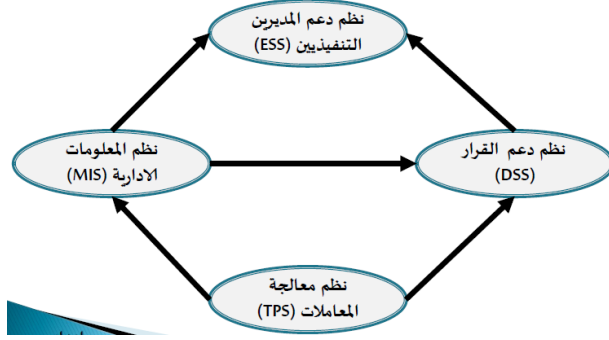 نظم دعم المديرين
التنفيذيين (ESS)
نظم المعلومات
الادارية (MIS)
نظم دعم القرار
(DSS)
نظم معالجة
المعاملات (TPS)